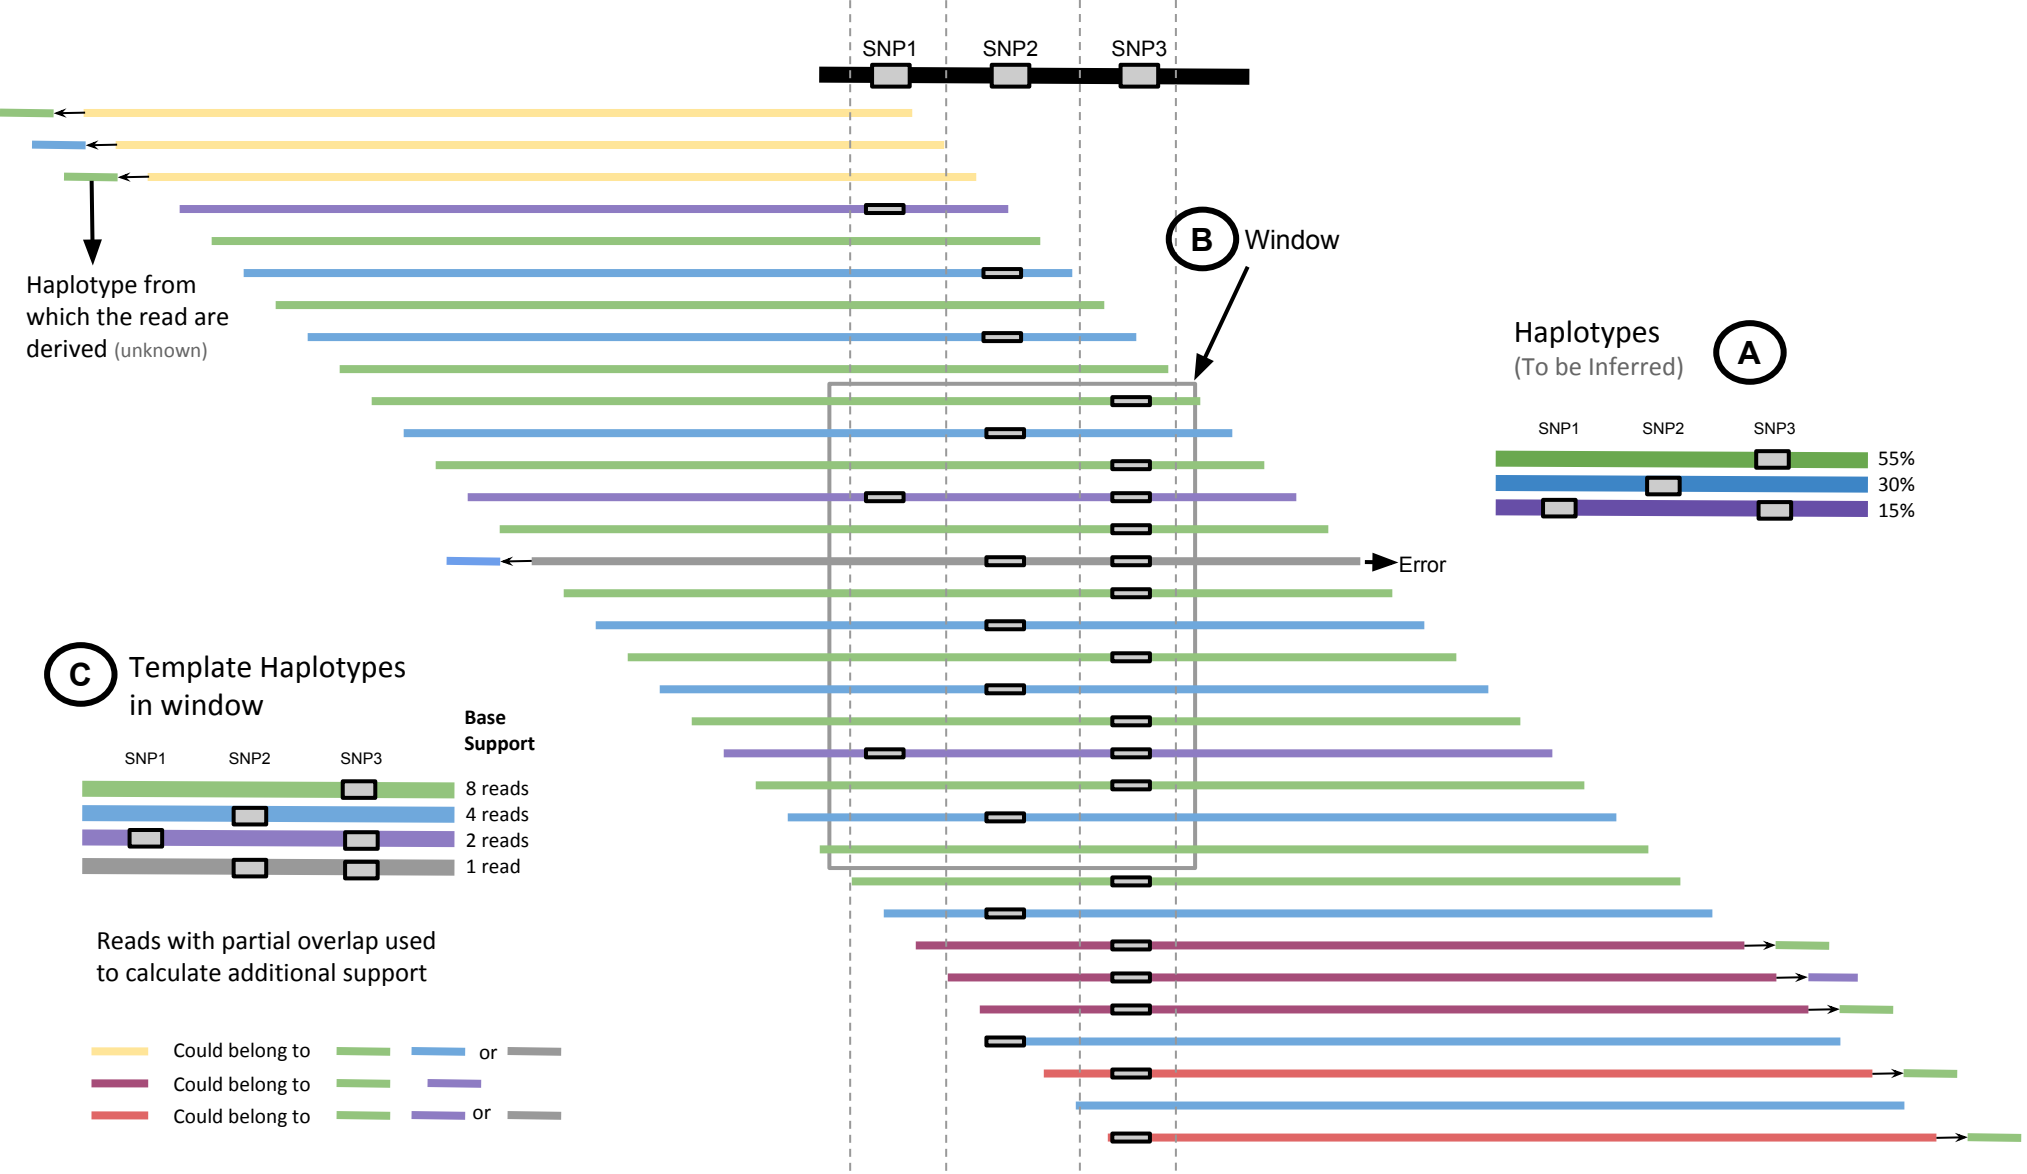 SNP1 SNP2 SNP3
B Window
Haplotype from
which the read are
derived (unknown)
Haplotypes
(To be Inferred)
A
SNP1 SNP2 SNP3
55%
30%
15%
Error
C
Template Haplotypes
in window
Base
Support
SNP1 SNP2 SNP3
8 reads
4 reads
2 reads
1 read
Reads with partial overlap used
to calculate additional support
Could belong to or
Could belong to
Could belong to or